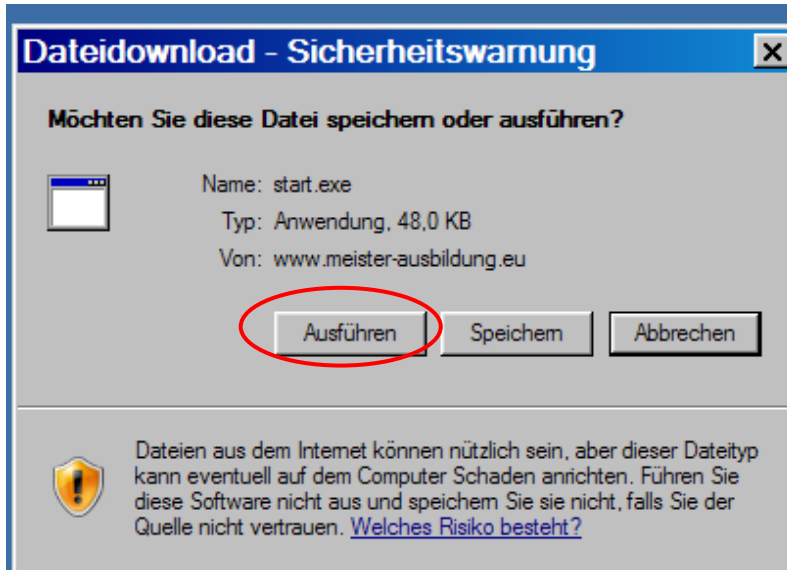 Dateidownload - Sicherheitswarnung
Möchten Sie diese Datei speichern oder ausführen?
Name: start.exe
Typ: Anwendung, 48,0 KB
Von: www.meister-ausbildung.eu
Ausführen Speichern Abbrechen
Dateien aus dem Internet können nützlich sein, aber dieser Dateityp
kann eventuell auf dem Computer Schaden anrichten. Führen Sie
diese Software nicht aus und speichern Sie sie nicht, falls Sie der
Quelle nicht vertrauen. Welches Risiko besteht?